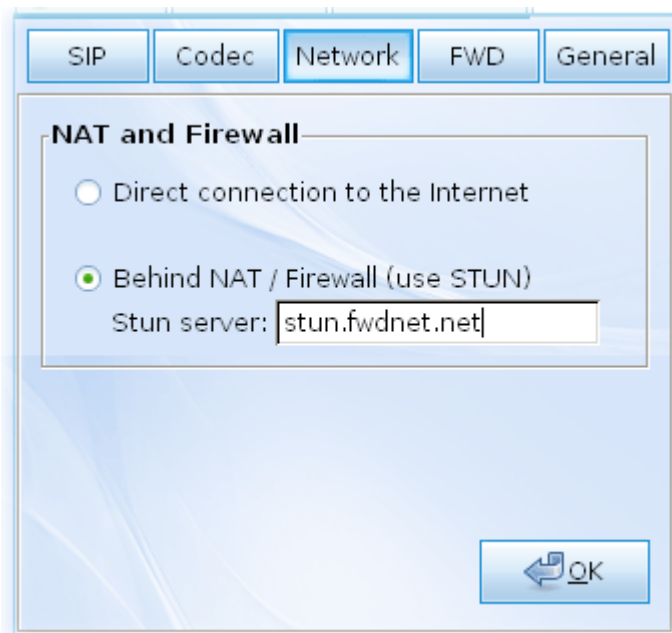 SIP Codec Network FWD General
NAT and Firewall
Direct connection to the Internet
Behind NAT / Firewall (use STUN)
Stun server: stun.fwdnet.net
OK